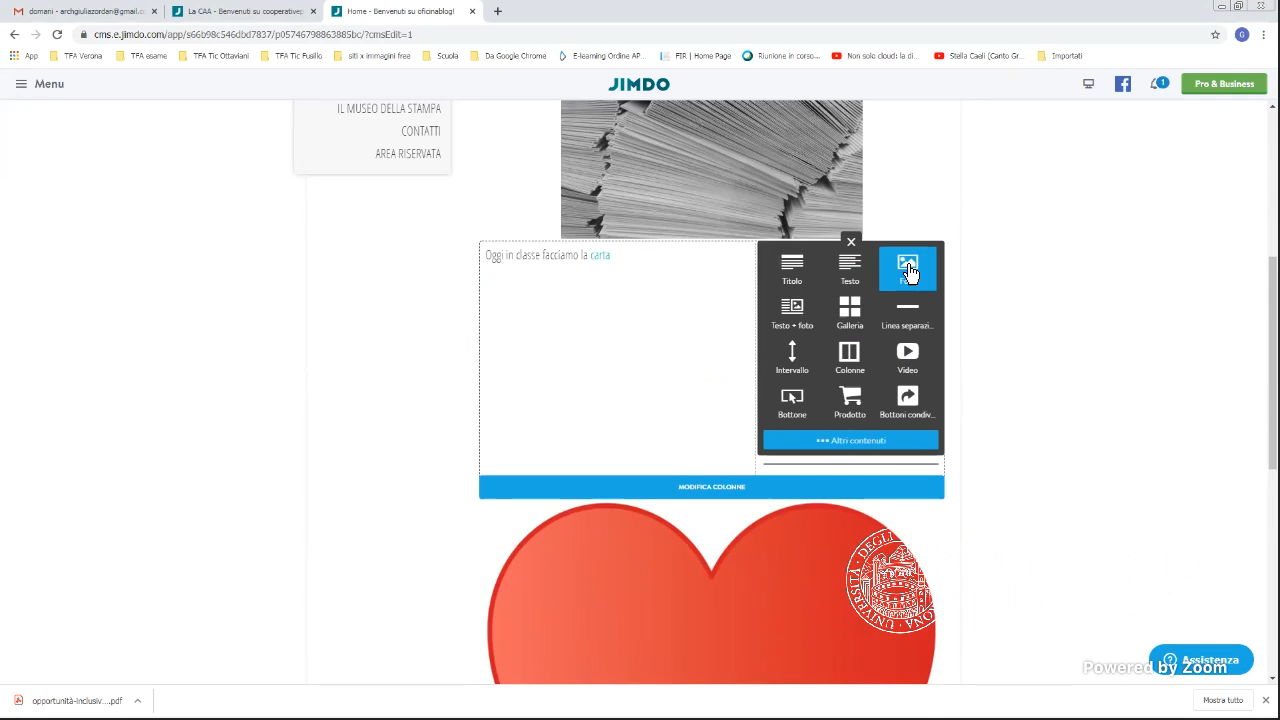 domani - archgiuliazordan@gmail.co
La CAA - Benvenuti su cooperativep
Home - Benvenuti su oficinablog!
cms.e.jimdo.com/app/s66b98c546dbd7837/p05746798863885bc/?cmsEdit=1
G
App
TFA Verona
TFA esame
TFA Tic Ottaviani
TFA Tic Fusillo
siti x immagini free
Scuola
Da Google Chrome
E-learning Ordine AP...
FIR | Home Page
Riunione in corso...
Non solo cloud: la di...
Stella Caeli (Canto Gr...
Importati
Menu
JIMDO
1
Pro & Business
IL MUSEO DELLA STAMPA
CONTATTI
AREA RISERVATA
Oggi in classe facciamo la carta
Titolo
Testo
Testo + foto
Galleria
Linea separazi...
Intervallo
Colonne
Video
Bottone
Prodotto
Bottoni condiv...
Altri contenuti
MODIFICA COLONNE
Assistenza
Powered by Zoom
opportunità-inclusiv....pdf
Mostra tutto